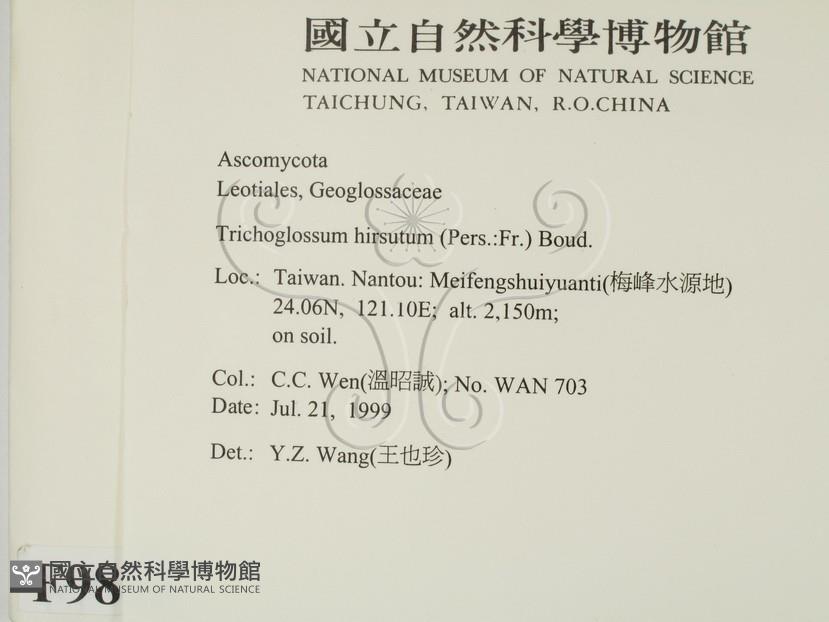 國立自然科學博物館
NATIONAL MUSEUM OF NATURAL SCIENCE
TAICHUNG, TAIWAN, R.O.CHINA
Ascomycota
Leotiales, Geoglossaceae
Trichoglossum hirsutum (Pers.:Fr.) Boud.
Loc.: Taiwan. Nantou: Meifengshuiyuanti(梅峰水源地)
24.06N, 121.10E; alt. 2,150m;
on soil.
Col.: C.C. Wen(溫昭誠); No. WAN 703
Date: Jul. 21, 1999
Det.: Y.Z. Wang(王也珍)
國立自然科學博物館
NATIONAL MUSEUM OF NATURAL SCIENCE
F98